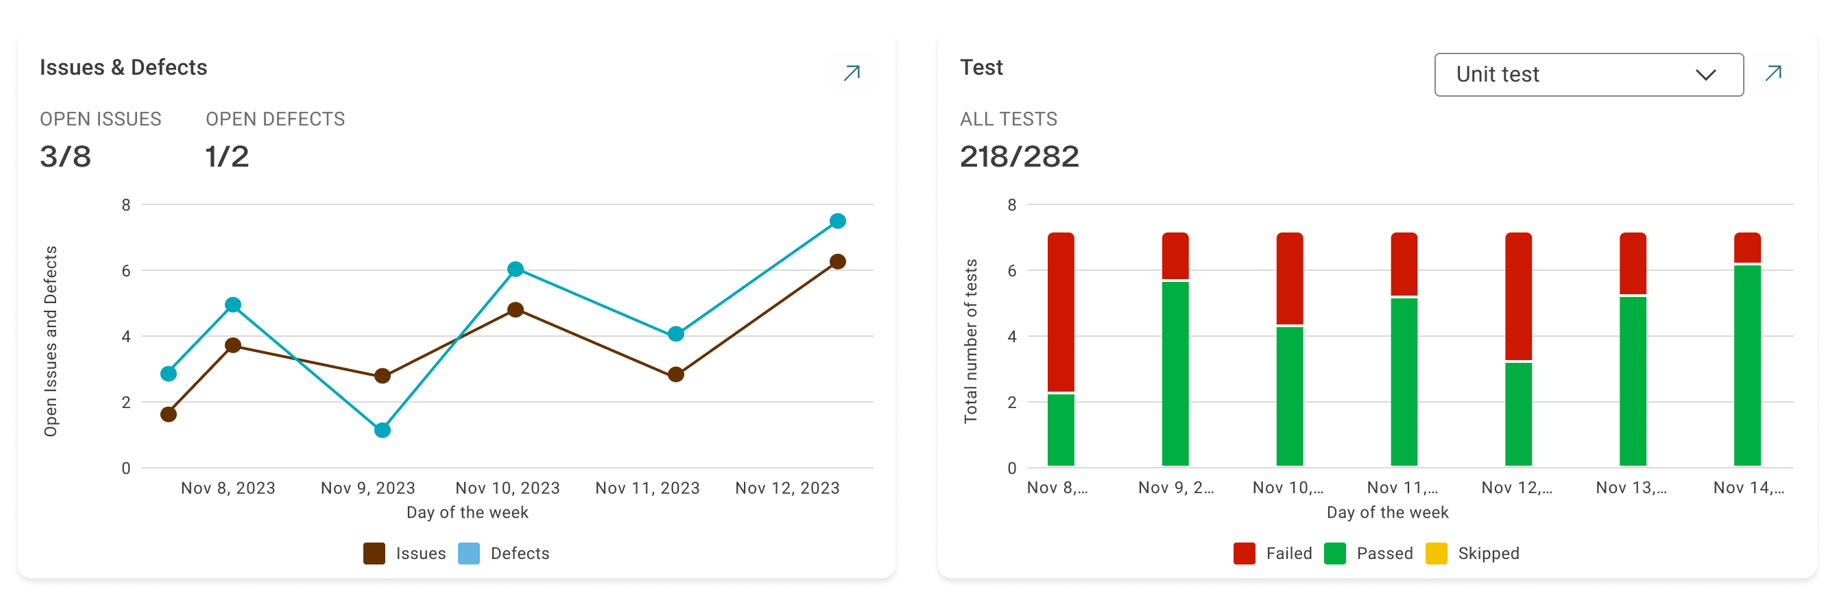 Issues & Defects
OPEN ISSUES OPEN DEFECTS
3/8 1/2
8
6
4
2
0
Open Issues and Defects
Nov 8, 2023 Nov 9, 2023 Nov 10, 2023 Nov 11, 2023 Nov 12, 2023
Day of the week
Issues Defects
Test
Unit test
ALL TESTS
218/282
8
6
4
2
0
Total number of tests
Nov 8,... Nov 9, 2... Nov 10,... Nov 11,... Nov 12,... Nov 13,... Nov 14,...
Day of the week
Failed Passed Skipped